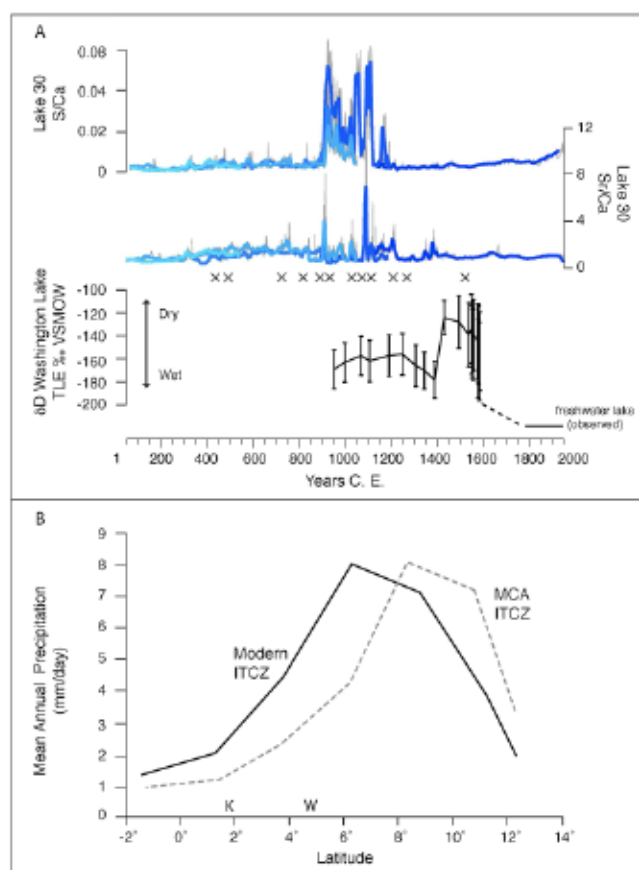 A
Lake 30
S/Ca
0.08
0.06
0.04
0.02
0
12
8
4
0
Lake 30
Sr/Ca
× × × × × × × × × × × ×
δD Washington Lake
TLE ‰ VSMOW
-100
-120
-140
-160
-180
-200
Dry
Wet
freshwater lake
(observed)
1 200 400 600 800 1000 1200 1400 1600 1800 2000
Years C. E.
B
Mean Annual Precipitation
(mm/day)
9
8
7
6
5
4
3
2
1
0
Modern
ITCZ
MCA
ITCZ
K W
-2° 0° 2° 4° 6° 8° 10° 12° 14°
Latitude